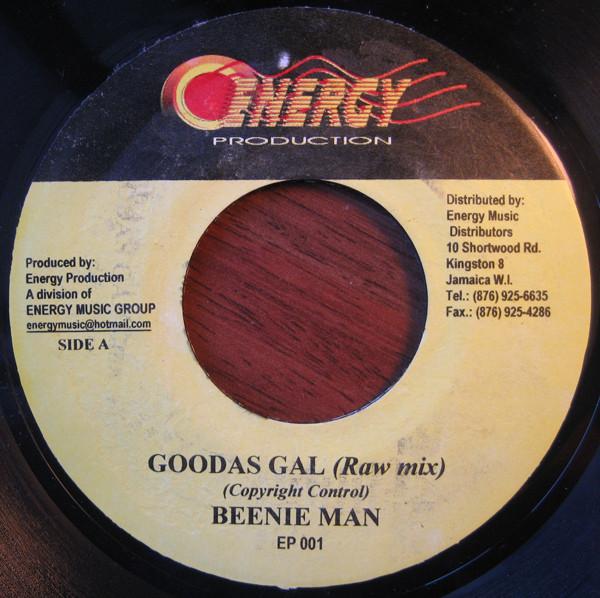 ENERGY
PRODUCTION
Produced by:
Energy Production
A division of
ENERGY MUSIC GROUP
energymusic@hotmail.com
SIDE A
Distributed by:
Energy Music
Distributors
10 Shortwood Rd.
Kingston 8
Jamaica W.I.
Tel.: (876) 925-6635
Fax.: (876) 925-4286
GOODAS GAL (Raw mix)
(Copyright Control)
BEENIE MAN
EP 001